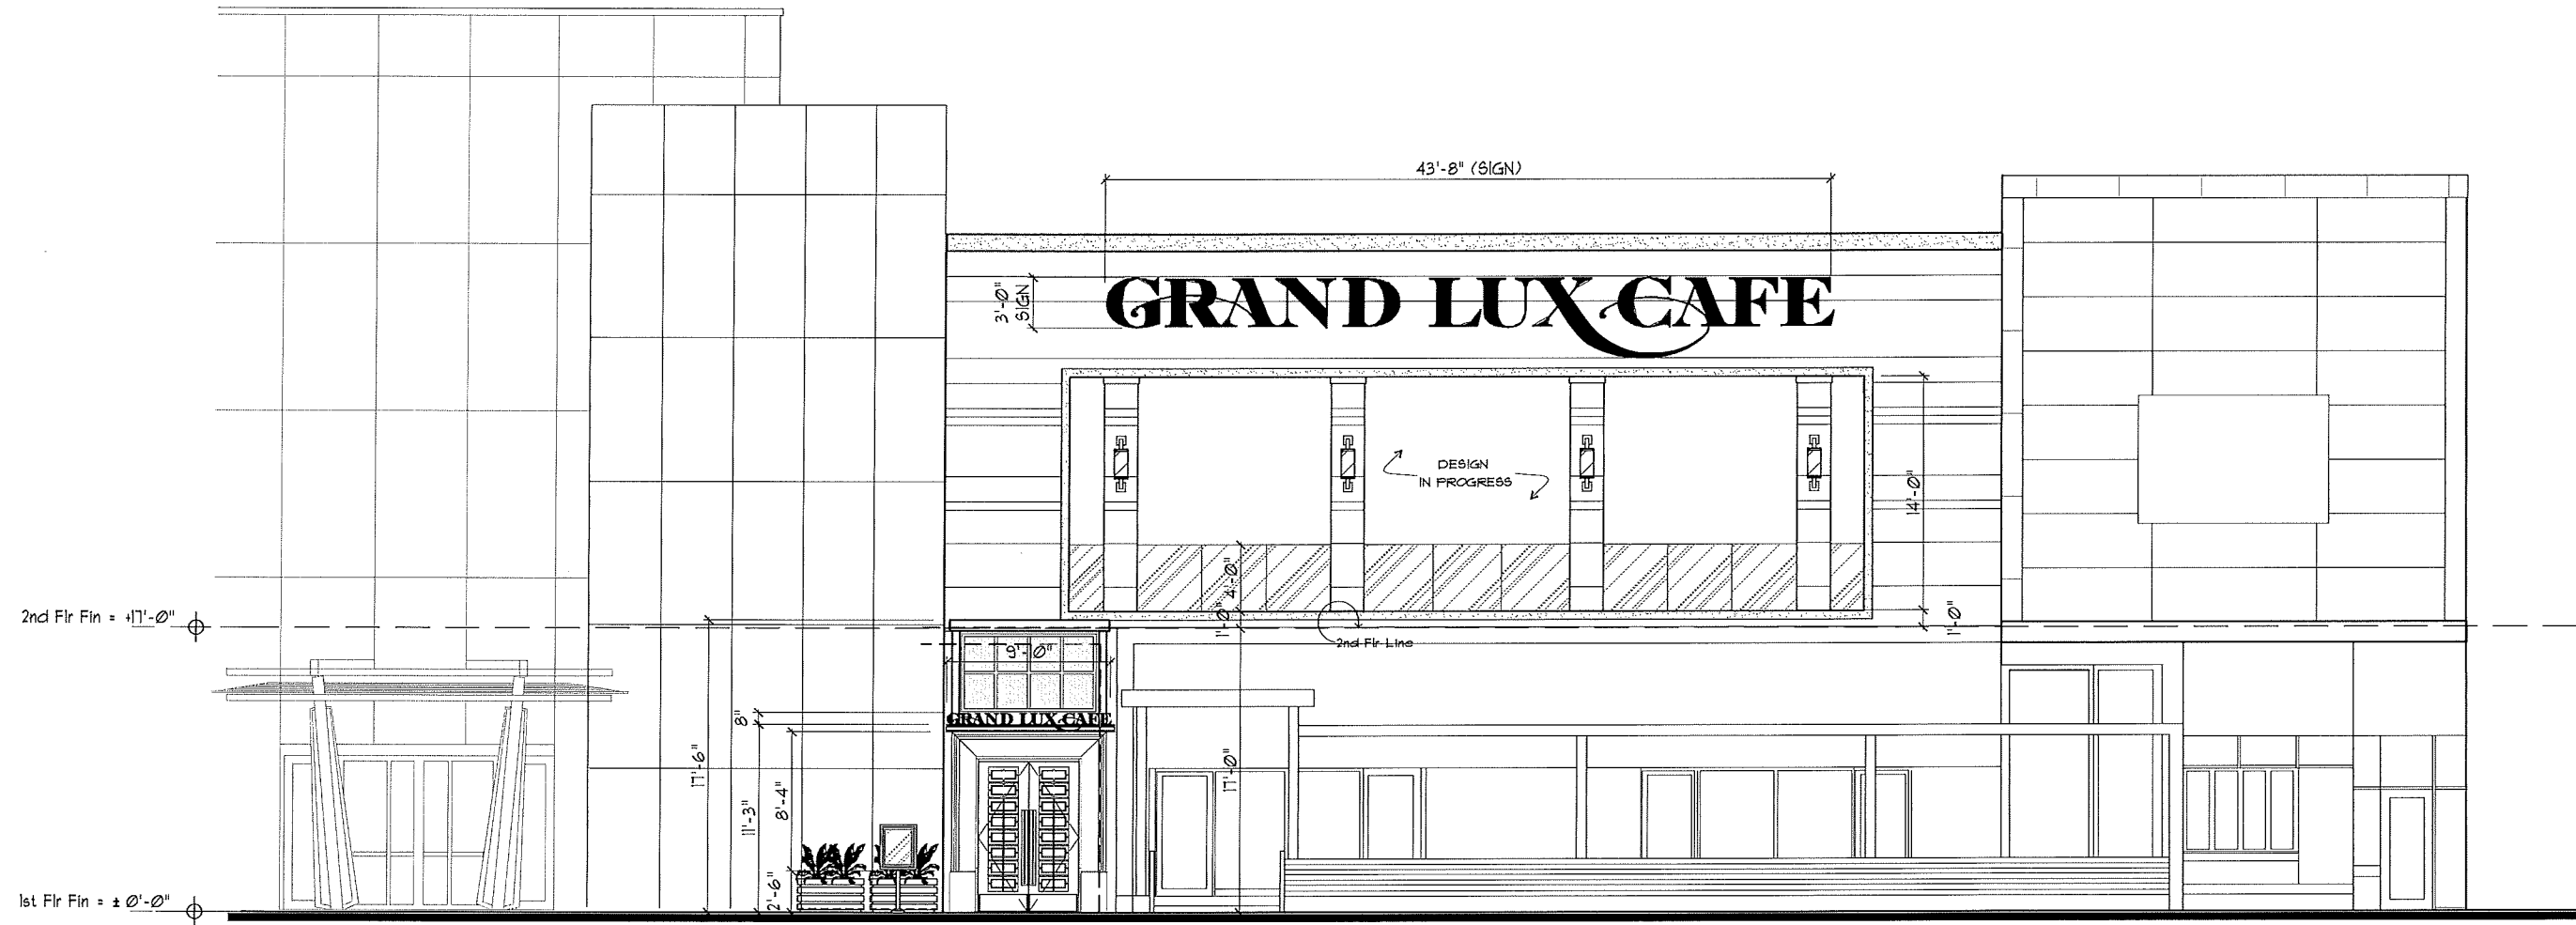 43'-8" (SIGN)
3'-0"
SIGN
GRAND LUX CAFE
DESIGN
IN PROGRESS
14'-0"
4'-0"
1'-0"
1'-0"
2nd Flr Fin = +17'-0"
2nd Flr Line
9'-0"
8"
GRAND LUX CAFE
17'-6"
11'-3"
8'-4"
17'-0"
2'-6"
1st Flr Fin = ± 0'-0"